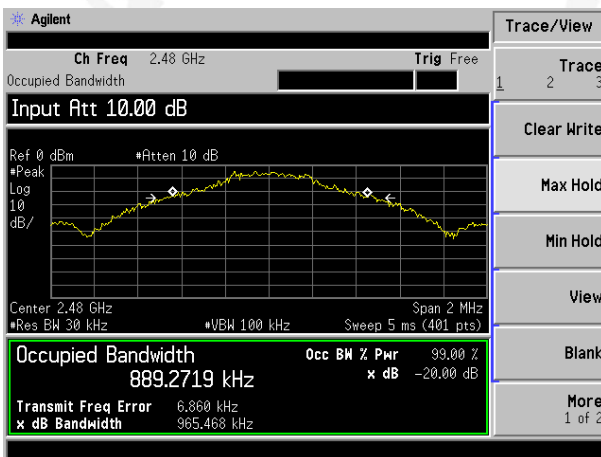 Agilent
Trace/View
Ch Freq 2.48 GHz Trig Free
Occupied Bandwidth
Trace
1 2 3
Input Att 10.00 dB
Clear Write
Ref 0 dBm #Atten 10 dB
#Peak
Log
10
dB/
Max Hold
Min Hold
View
Center 2.48 GHz Span 2 MHz
#Res BW 30 kHz #VBW 100 kHz Sweep 5 ms (401 pts)
Occupied Bandwidth Occ BW % Pwr 99.00 %
889.2719 kHz x dB -20.00 dB
Blank
Transmit Freq Error 6.860 kHz
x dB Bandwidth 965.468 kHz
More
1 of 2